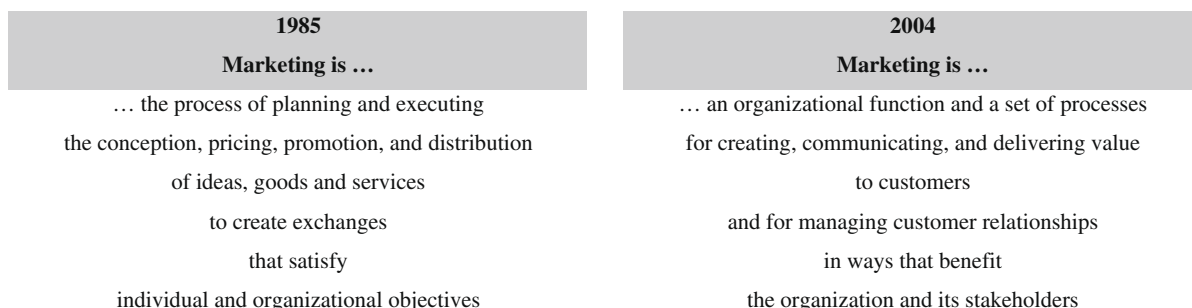 1985
Marketing is …
… the process of planning and executing
the conception, pricing, promotion, and distribution
of ideas, goods and services
to create exchanges
that satisfy
individual and organizational objectives
2004
Marketing is …
… an organizational function and a set of processes
for creating, communicating, and delivering value
to customers
and for managing customer relationships
in ways that benefit
the organization and its stakeholders